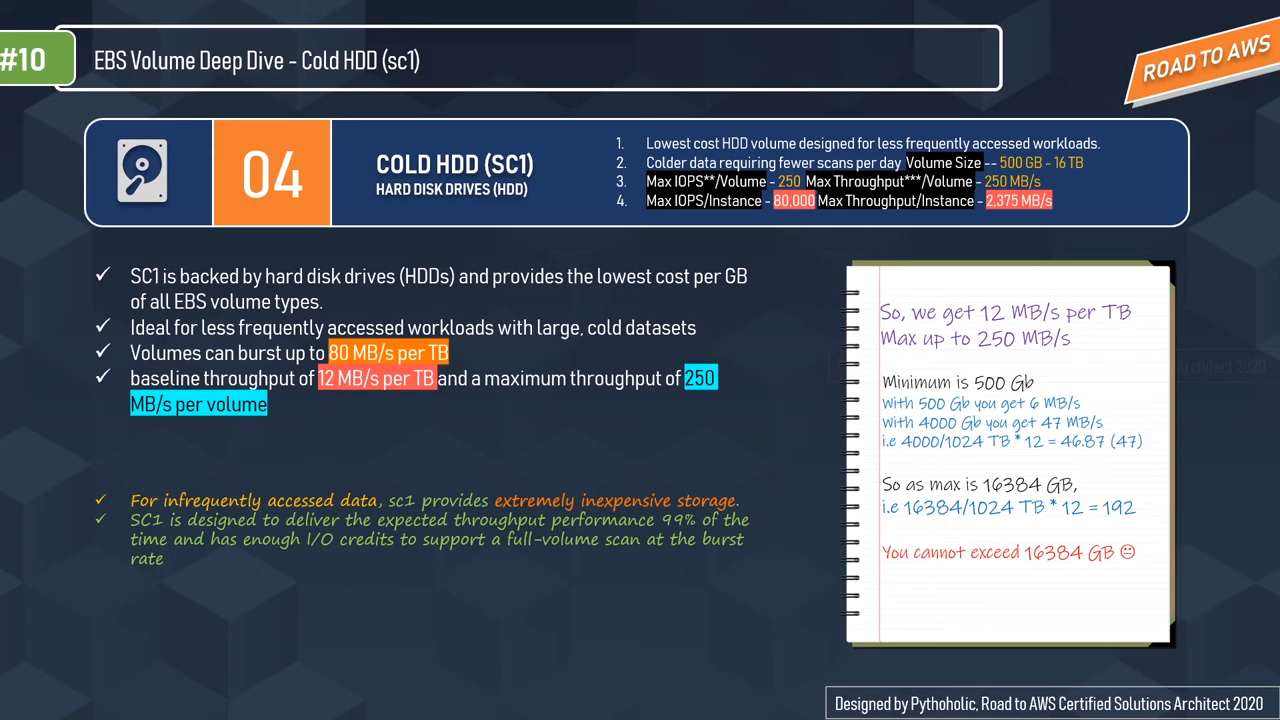 #10
EBS Volume Deep Dive - Cold HDD (sc1)
ROAD TO AWS
04
COLD HDD (SC1)
HARD DISK DRIVES (HDD)
1. Lowest cost HDD volume designed for less frequently accessed workloads.
2. Colder data requiring fewer scans per day Volume Size -- 500 GB - 16 TB
3. Max IOPS**/Volume - 250 Max Throughput***/Volume - 250 MB/s
4. Max IOPS/Instance - 80,000 Max Throughput/Instance - 2,375 MB/s
✓ SC1 is backed by hard disk drives (HDDs) and provides the lowest cost per GB
of all EBS volume types.
✓ Ideal for less frequently accessed workloads with large, cold datasets
✓ Volumes can burst up to 80 MB/s per TB
✓ baseline throughput of 12 MB/s per TB and a maximum throughput of 250
MB/s per volume
✓ For infrequently accessed data, sc1 provides extremely inexpensive storage.
✓ SC1 is designed to deliver the expected throughput performance 99% of the
time and has enough I/O credits to support a full-volume scan at the burst
rate
So, we get 12 MB/s per TB
Max up to 250 MB/s
Minimum is 500 Gb
With 500 Gb you get 6 MB/s
With 4000 Gb you get 47 MB/s
i.e 4000/1024 TB * 12 = 46.87 (47)
So as max is 16384 GB,
i.e 16384/1024 TB * 12 = 192
You cannot exceed 16384 GB 😐
Architect 2020
Designed by Pythoholic, Road to AWS Certified Solutions Architect 2020